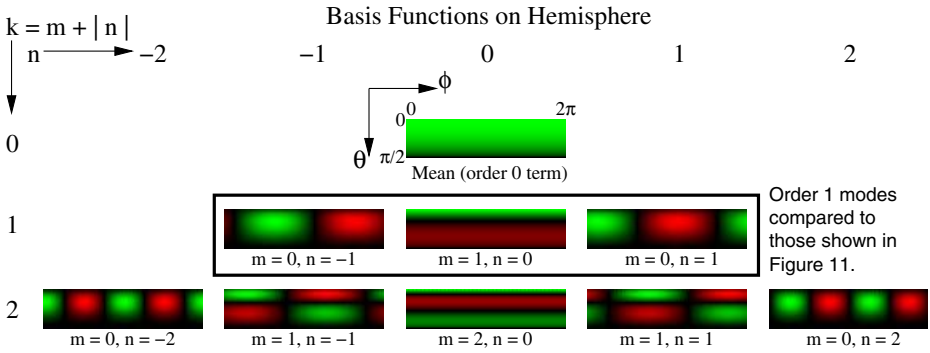 Basis Functions on Hemisphere
k = m + | n |
n −2 −1 0 1 2
ϕ
0 2π
0
0
θ π/2
Mean (order 0 term)
1
Order 1 modes
compared to
those shown in
Figure 11.
m = 0, n = −1 m = 1, n = 0 m = 0, n = 1
2
m = 0, n = −2 m = 1, n = −1 m = 2, n = 0 m = 1, n = 1 m = 0, n = 2